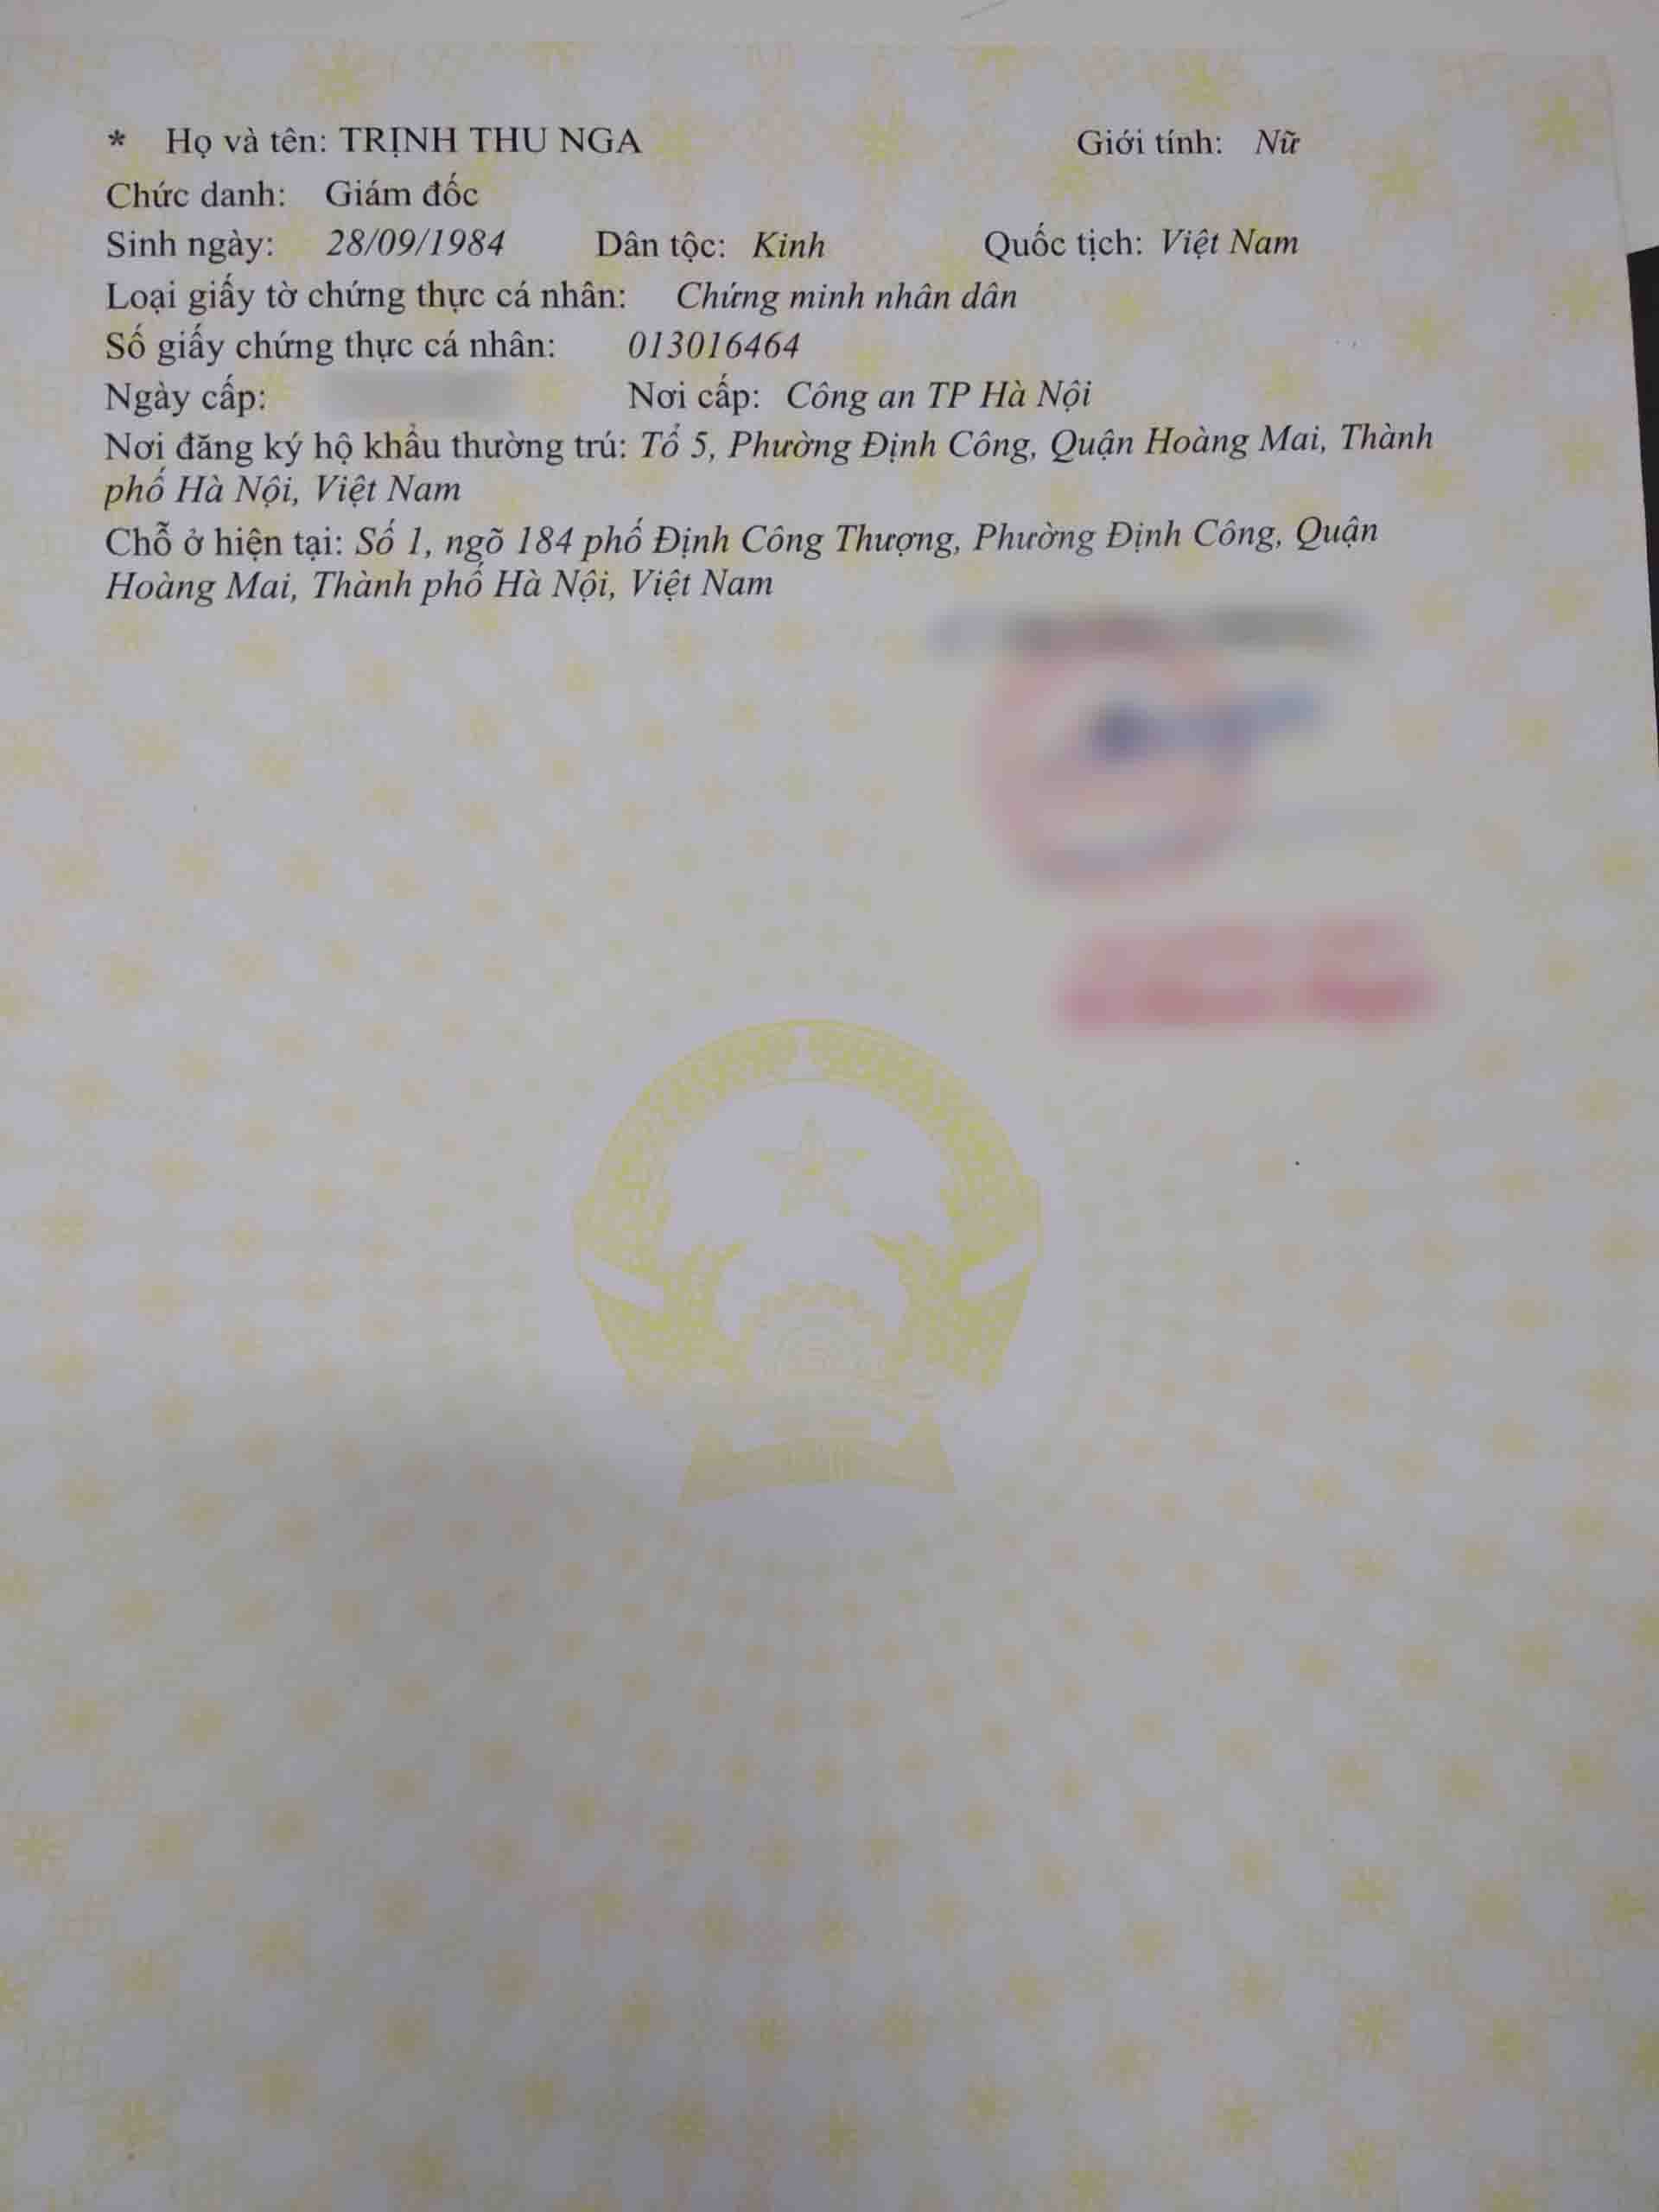 * Họ và tên: TRỊNH THU NGA Giới tính: Nữ
Chức danh: Giám đốc
Sinh ngày: 28/09/1984 Dân tộc: Kinh Quốc tịch: Việt Nam
Loại giấy tờ chứng thực cá nhân: Chứng minh nhân dân
Số giấy chứng thực cá nhân: 013016464
Ngày cấp: Nơi cấp: Công an TP Hà Nội
Nơi đăng ký hộ khẩu thường trú: Tổ 5, Phường Định Công, Quận Hoàng Mai, Thành
phố Hà Nội, Việt Nam
Chỗ ở hiện tại: Số 1, ngõ 184 phố Định Công Thượng, Phường Định Công, Quận
Hoàng Mai, Thành phố Hà Nội, Việt Nam